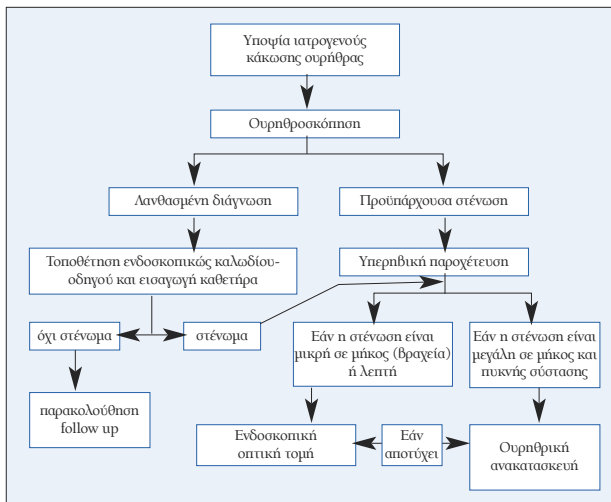 Υποψία ιατρογενούς
κάκωσης ουρήθρας
Ουρηθροσκόπηση
Λανθασμένη διάγνωση
Προϋπάρχουσα στένωση
Τοποθέτηση ενδοσκοπικώς καλωδίου-
οδηγού και εισαγωγή καθετήρα
Υπερηβική παροχέτευση
όχι στένωμα
στένωμα
Εάν η στένωση είναι
μικρή σε μήκος (βραχεία)
ή λεπτή
Εάν η στένωση είναι
μεγάλη σε μήκος και
πυκνής σύστασης
παρακολούθηση
follow up
Ενδοσκοπική
οπτική τομή
Εάν
αποτύχει
Ουρηθρική
ανακατασκευή